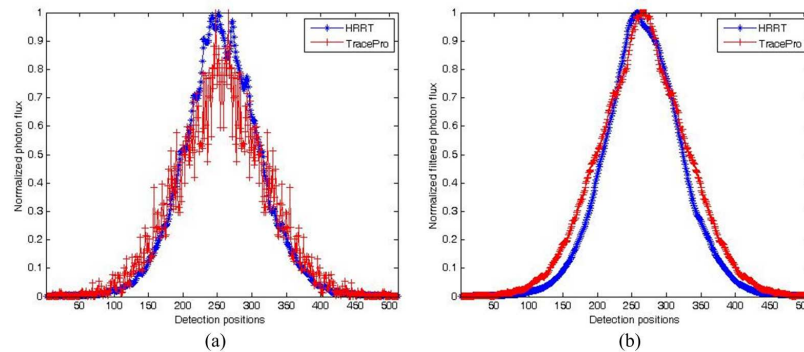 HRRT
TracePro
Normalized photon flux
1
0.9
0.8
0.7
0.6
0.5
0.4
0.3
0.2
0.1
0
50 100 150 200 250 300 350 400 450 500
Detection positions
(a)
HRRT
TracePro
Normalized filtered photon flux
1
0.9
0.8
0.7
0.6
0.5
0.4
0.3
0.2
0.1
0
50 100 150 200 250 300 350 400 450 500
Detection positions
(b)